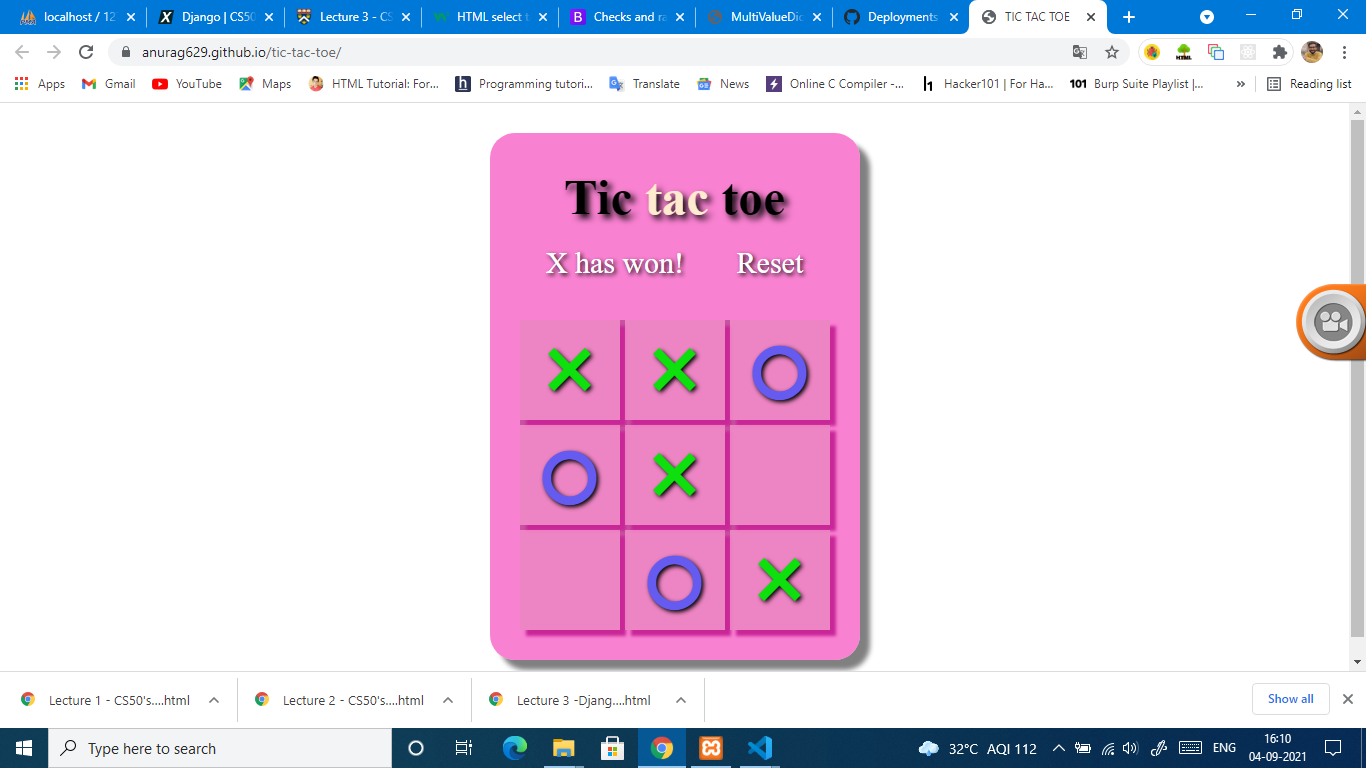 localhost / 12
Django | CS50
Lecture 3 - CS
HTML select t
Checks and ra
MultiValueDic
Deployments
TIC TAC TOE
anurag629.github.io/tic-tac-toe/
Apps
Gmail
YouTube
Maps
HTML Tutorial: For...
Programming tutori...
Translate
News
Online C Compiler -...
Hacker101 | For Ha...
101 Burp Suite Playlist |...
»
Reading list
Tic tac toe
X has won! Reset
Lecture 1 - CS50's....html
Lecture 2 - CS50's....html
Lecture 3 -Djang....html
Show all
Type here to search
32°C AQI 112
ENG
16:10
04-09-2021